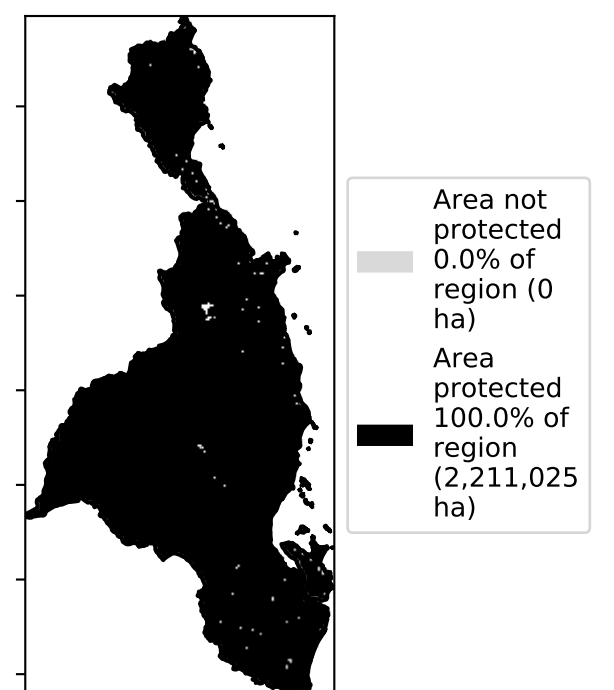 Area not
protected
0.0% of
region (0
ha)
Area
protected
100.0% of
region
(2,211,025
ha)